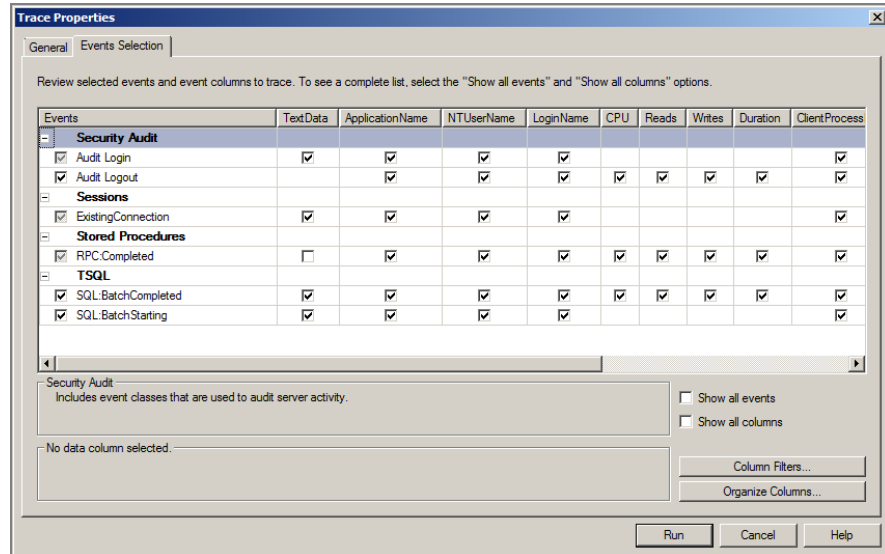 Trace Properties
General Events Selection
Review selected events and event columns to trace. To see a complete list, select the "Show all events" and "Show all columns" options.
Events TextData ApplicationName NTUserName LoginName CPU Reads Writes Duration ClientProcess
Security Audit
Audit Login
Audit Logout
Sessions
ExistingConnection
Stored Procedures
RPC:Completed
TSQL
SQL:BatchCompleted
SQL:BatchStarting
Security Audit
Includes event classes that are used to audit server activity.
Show all events
Show all columns
No data column selected.
Column Filters...
Organize Columns...
Run Cancel Help